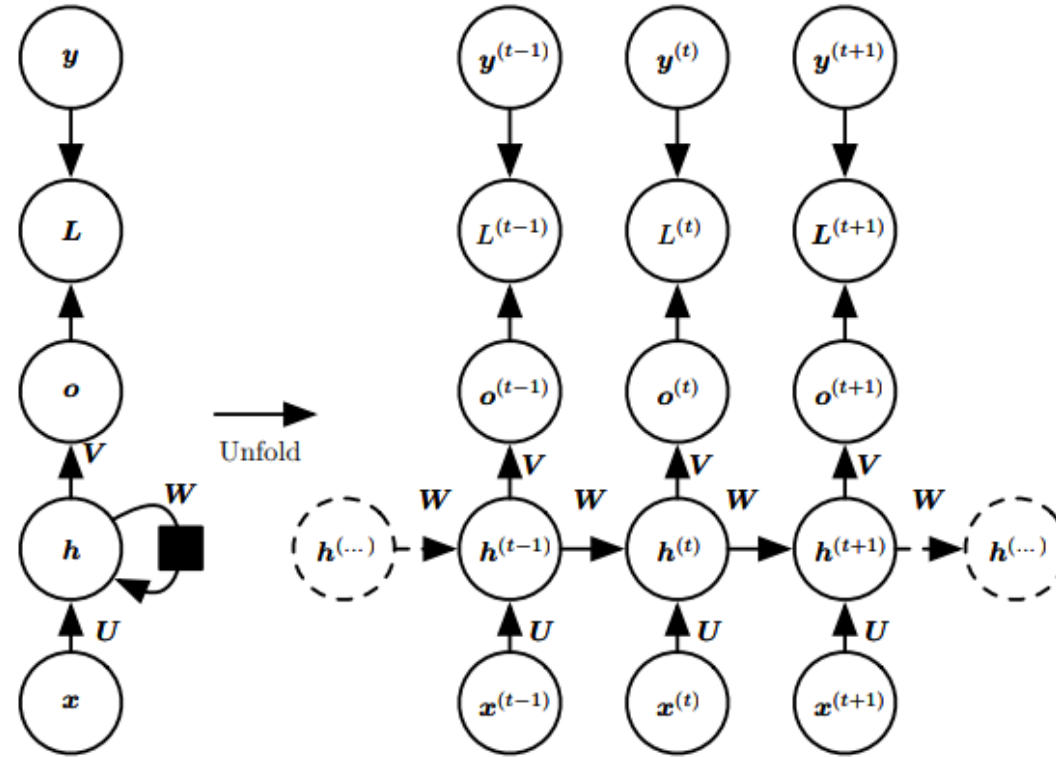 y y^(t−1) y^(t) y^(t+1)
L L^(t−1) L^(t) L^(t+1)
o o^(t−1) o^(t) o^(t+1)
Unfold
V V V V
W W W W W
h h^(...) h^(t−1) h^(t) h^(t+1) h^(...)
U U U U
x x^(t−1) x^(t) x^(t+1)